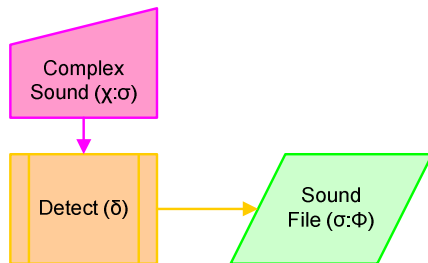 Complex
Sound (χ:σ)
Detect (δ)
Sound
File (σ:Φ)